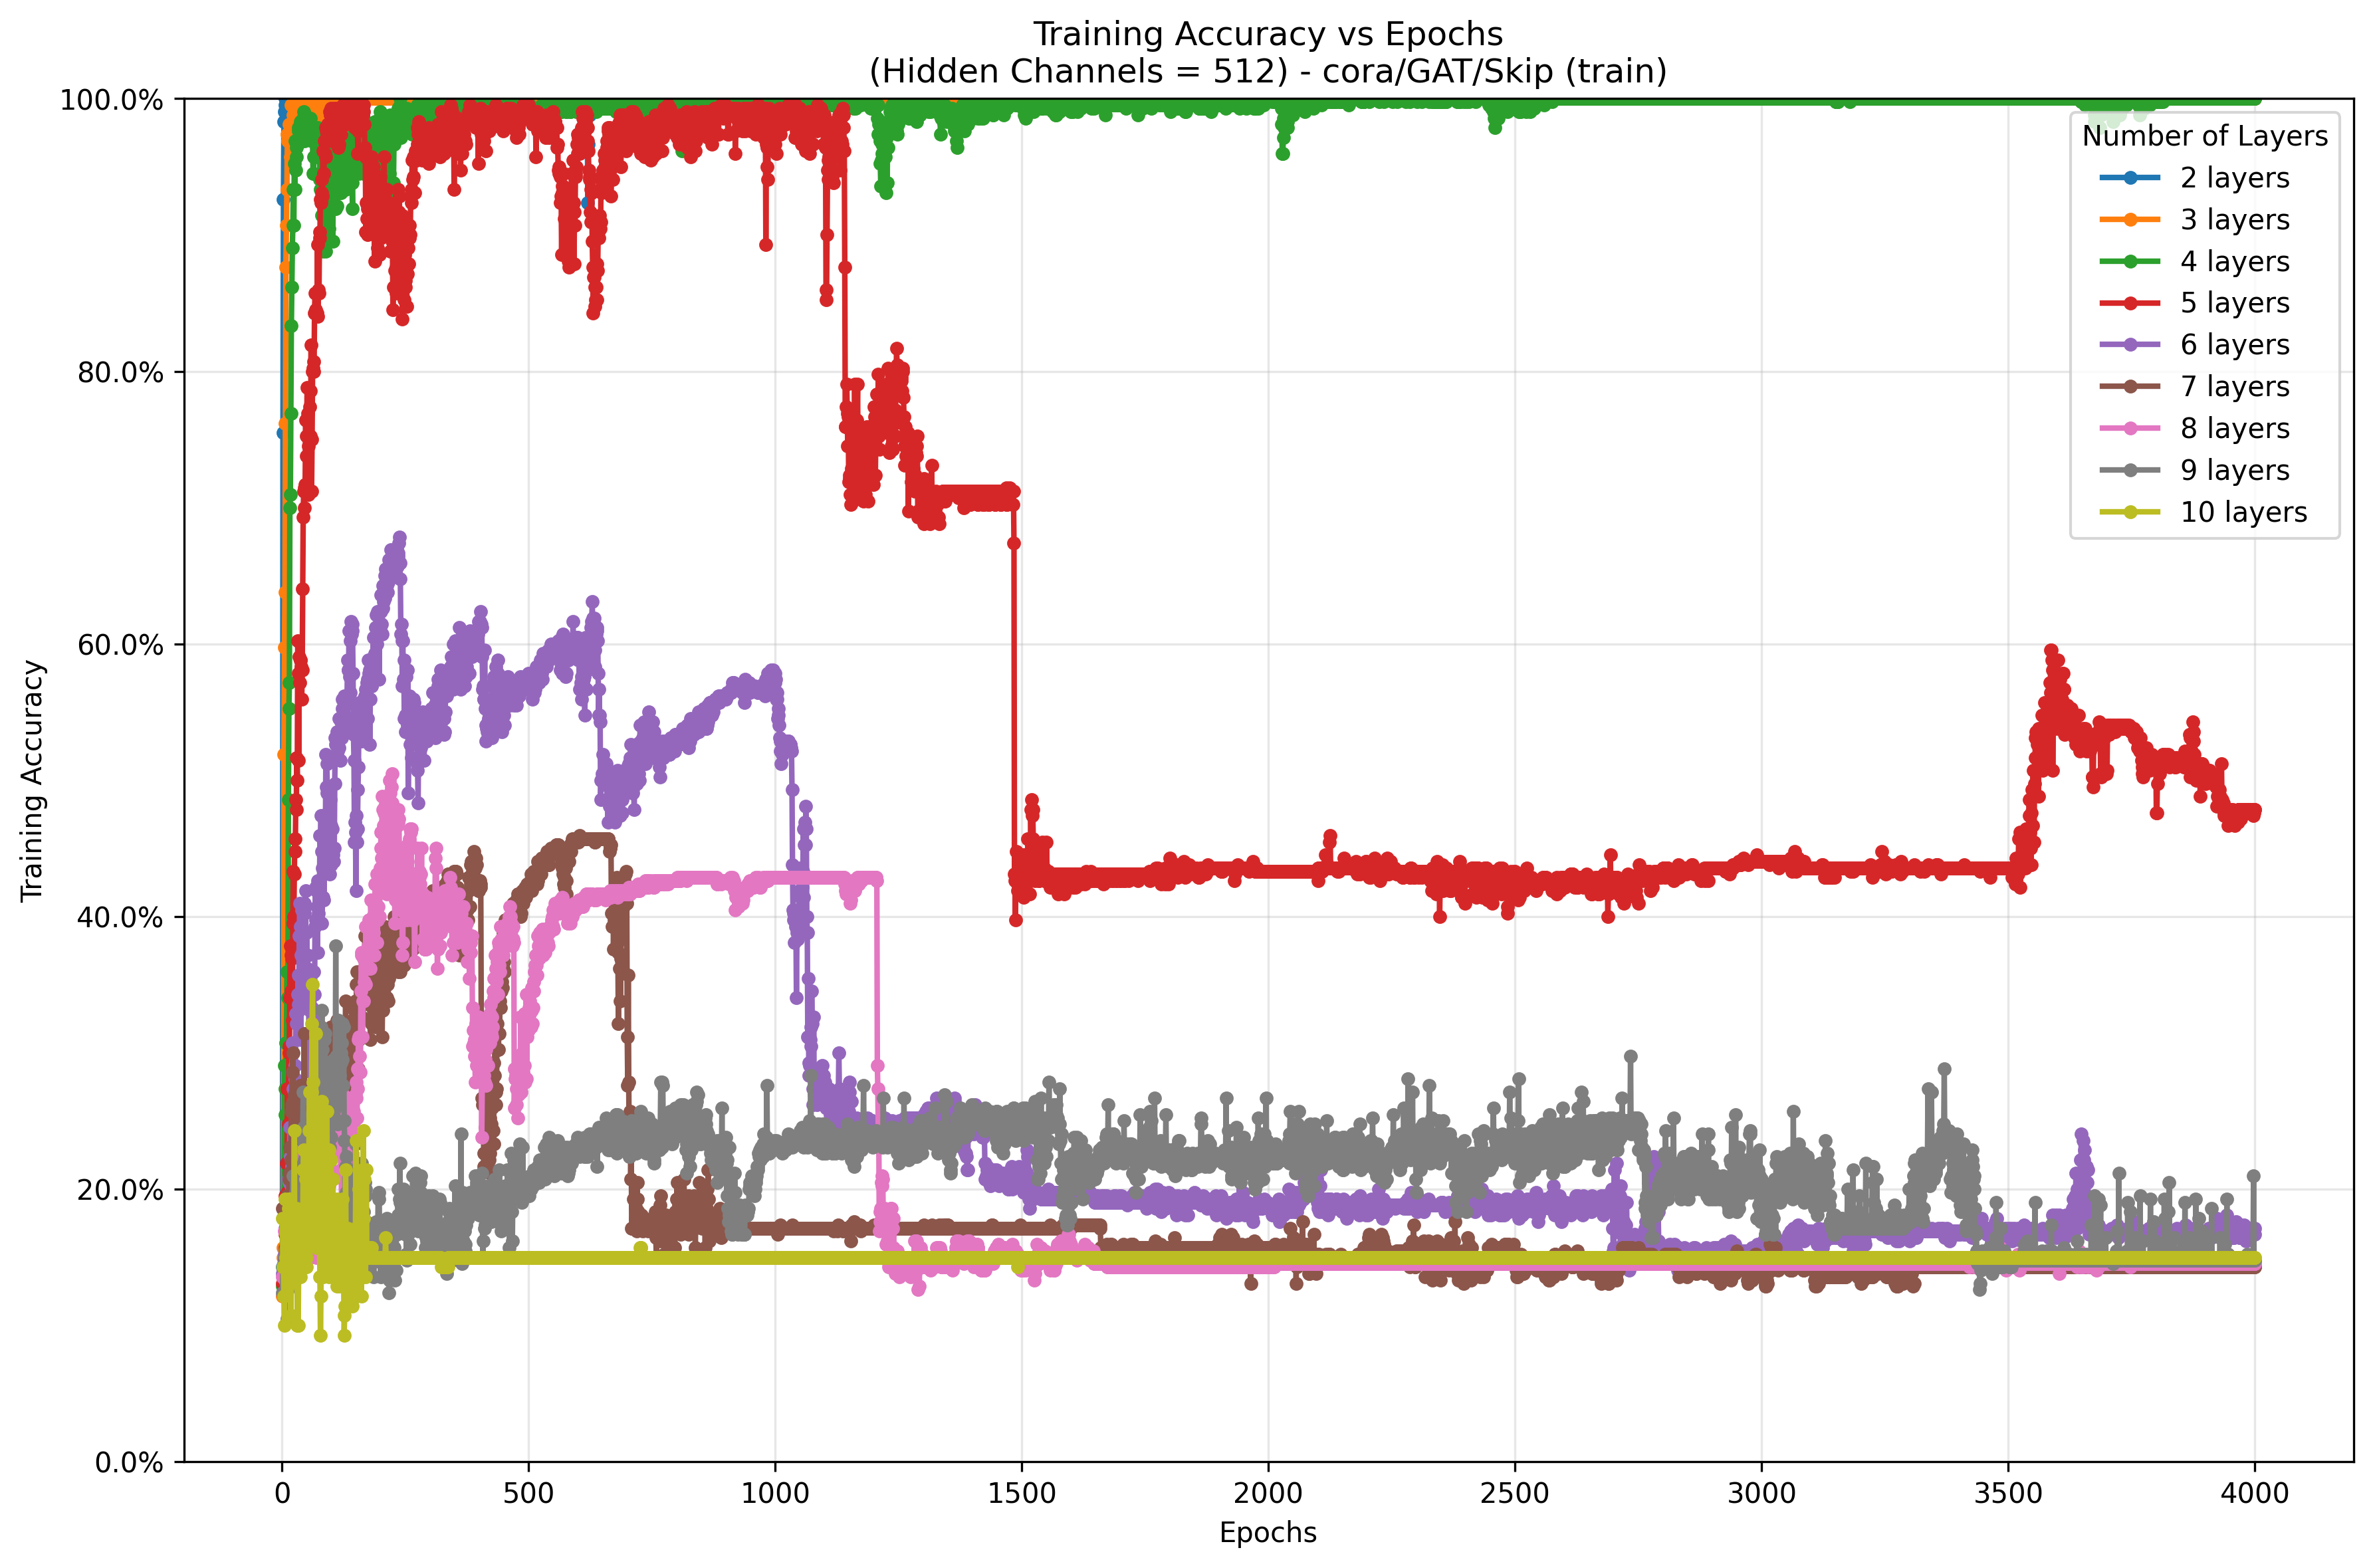 Training Accuracy vs Epochs
(Hidden Channels = 512) - cora/GAT/Skip (train)
100.0%
80.0%
60.0%
40.0%
20.0%
0.0%
Training Accuracy
Number of Layers
2 layers
3 layers
4 layers
5 layers
6 layers
7 layers
8 layers
9 layers
10 layers
0
500
1000
1500
2000
2500
3000
3500
4000
Epochs